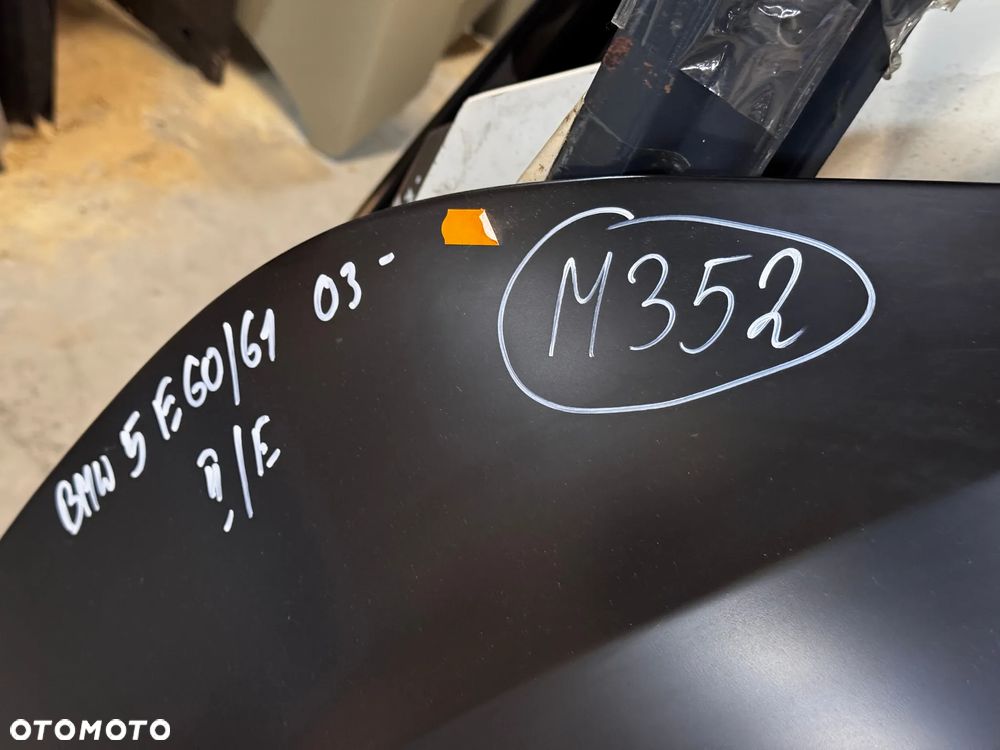 BMW 5 E60/61 03-
Д/E
M352
OTOMOTO